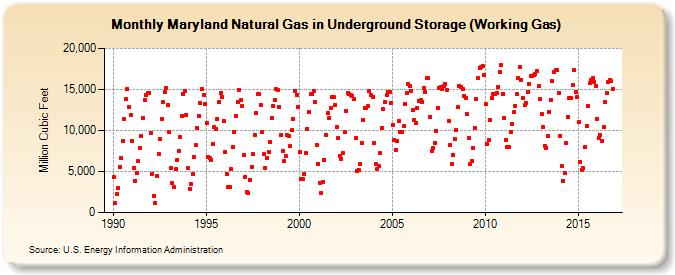 Monthly Maryland Natural Gas in Underground Storage (Working Gas)
Million Cubic Feet
20,000
15,000
10,000
5,000
0
1990 1995 2000 2005 2010 2015
Source: U.S. Energy Information Administration